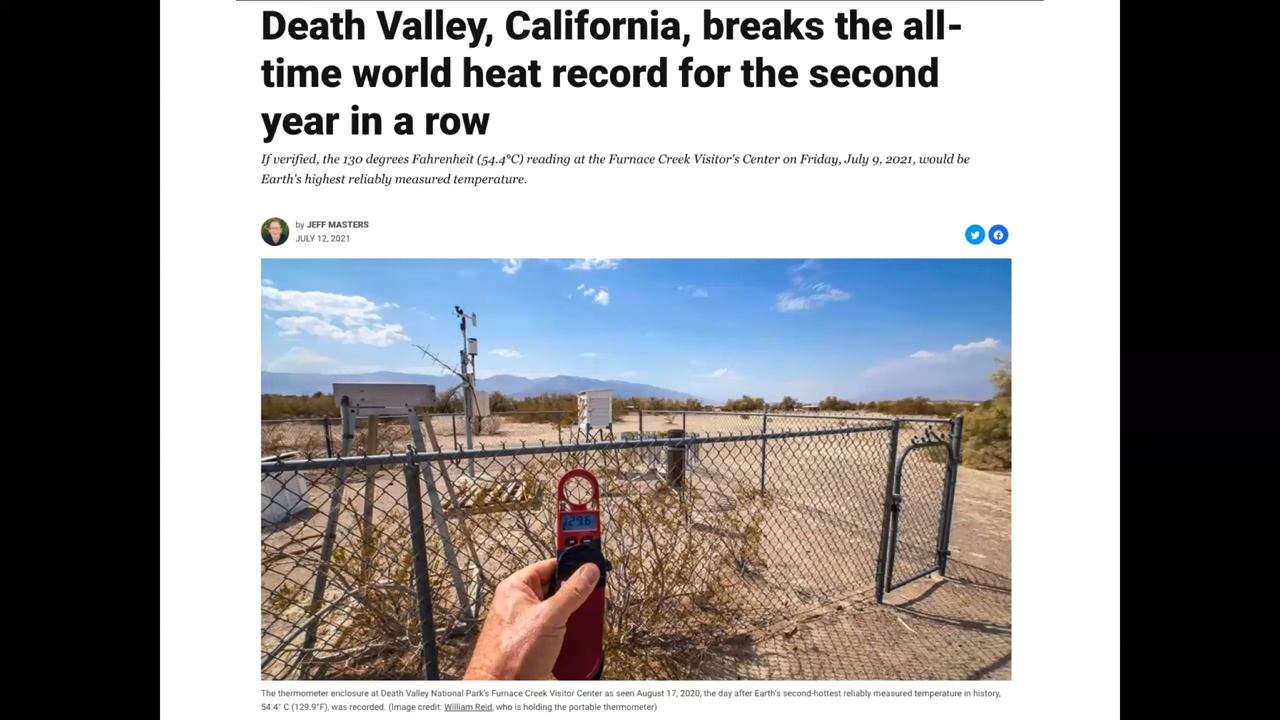 Death Valley, California, breaks the all-
time world heat record for the second
year in a row
If verified, the 130 degrees Fahrenheit (54.4°C) reading at the Furnace Creek Visitor's Center on Friday, July 9, 2021, would be
Earth's highest reliably measured temperature.
by JEFF MASTERS
JULY 12, 2021
129.6
The thermometer enclosure at Death Valley National Park's Furnace Creek Visitor Center as seen August 17, 2020, the day after Earth's second-hottest reliably measured temperature in history,
54.4° C (129.9°F), was recorded. (Image credit: William Reid, who is holding the portable thermometer)